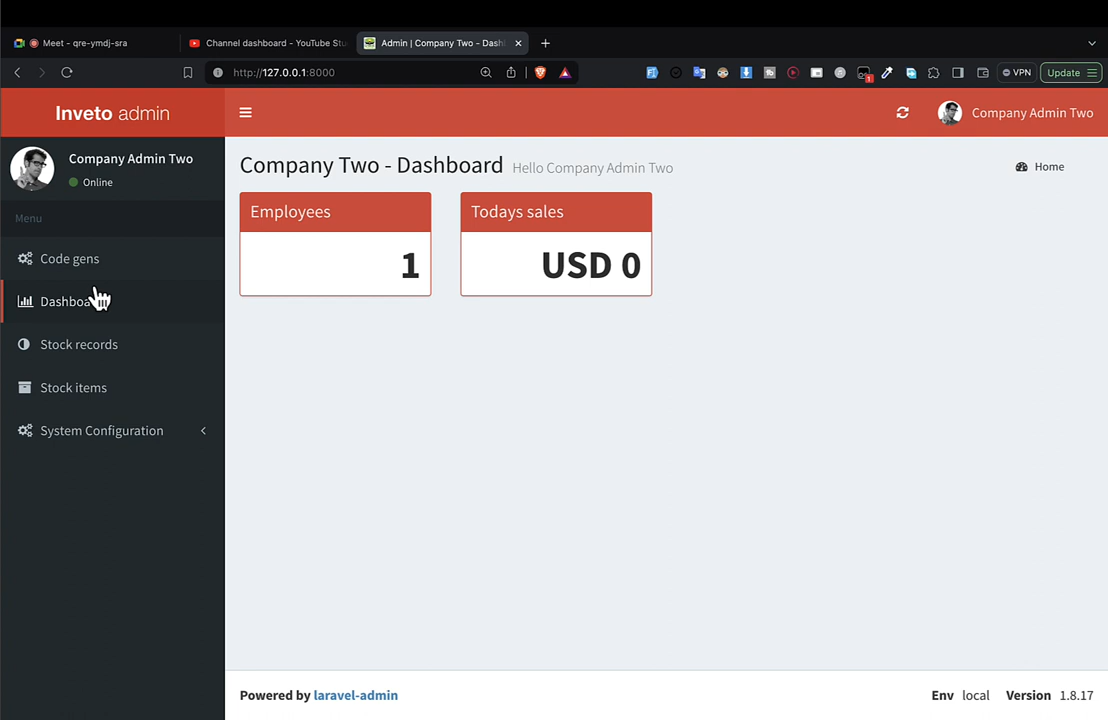 Meet - qre-ymdj-sra
Channel dashboard - YouTube Stu
Admin | Company Two - Dashb
http://127.0.0.1:8000
1
VPN
Update
Inveto admin
Company Admin Two
Company Admin Two
Online
Company Two - Dashboard Hello Company Admin Two
Home
Menu
Code gens
Dashboa
Stock records
Stock items
System Configuration
Employees
1
Todays sales
USD 0
Powered by laravel-admin
Env local Version 1.8.17